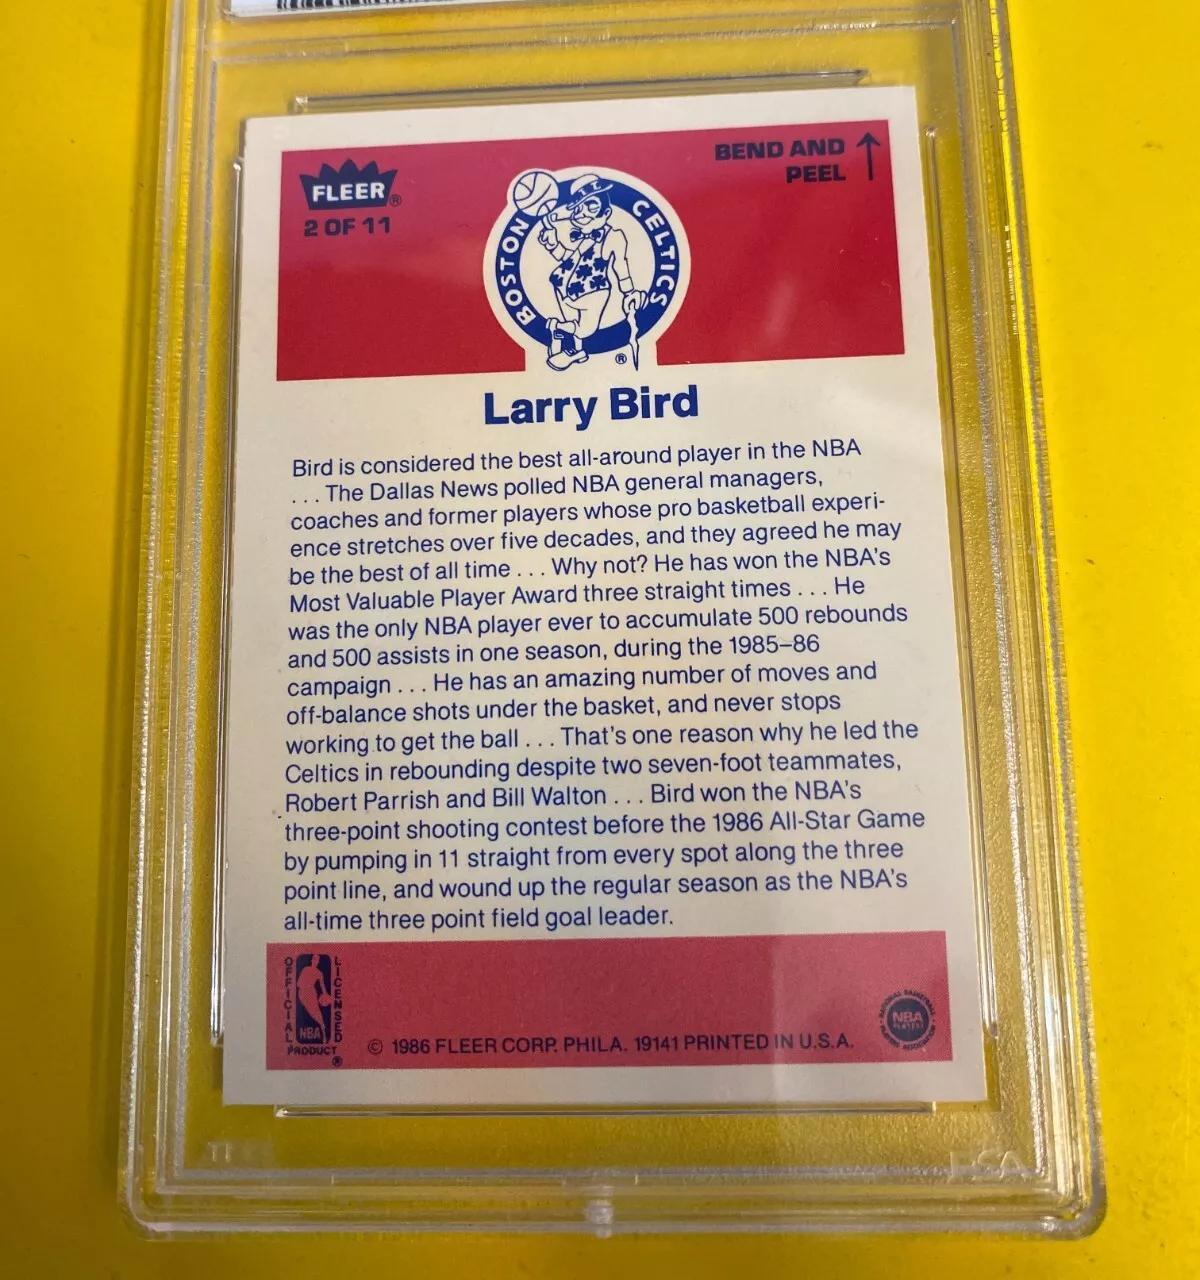 FLEER®
2 OF 11
BEND AND
PEEL
BOSTON CELTICS
®
Larry Bird
Bird is considered the best all-around player in the NBA
... The Dallas News polled NBA general managers,
coaches and former players whose pro basketball experi-
ence stretches over five decades, and they agreed he may
be the best of all time ... Why not? He has won the NBA's
Most Valuable Player Award three straight times ... He
was the only NBA player ever to accumulate 500 rebounds
and 500 assists in one season, during the 1985–86
campaign ... He has an amazing number of moves and
off-balance shots under the basket, and never stops
working to get the ball ... That's one reason why he led the
Celtics in rebounding despite two seven-foot teammates,
Robert Parrish and Bill Walton ... Bird won the NBA's
three-point shooting contest before the 1986 All-Star Game
by pumping in 11 straight from every spot along the three
point line, and wound up the regular season as the NBA's
all-time three point field goal leader.
OFFICIAL LICENSED
NBA
PRODUCT
®
© 1986 FLEER CORP. PHILA. 19141 PRINTED IN U.S.A.
NATIONAL BASKETBALL
NBA
PLAYERS
PLAYERS ASSOCIATION
PSA